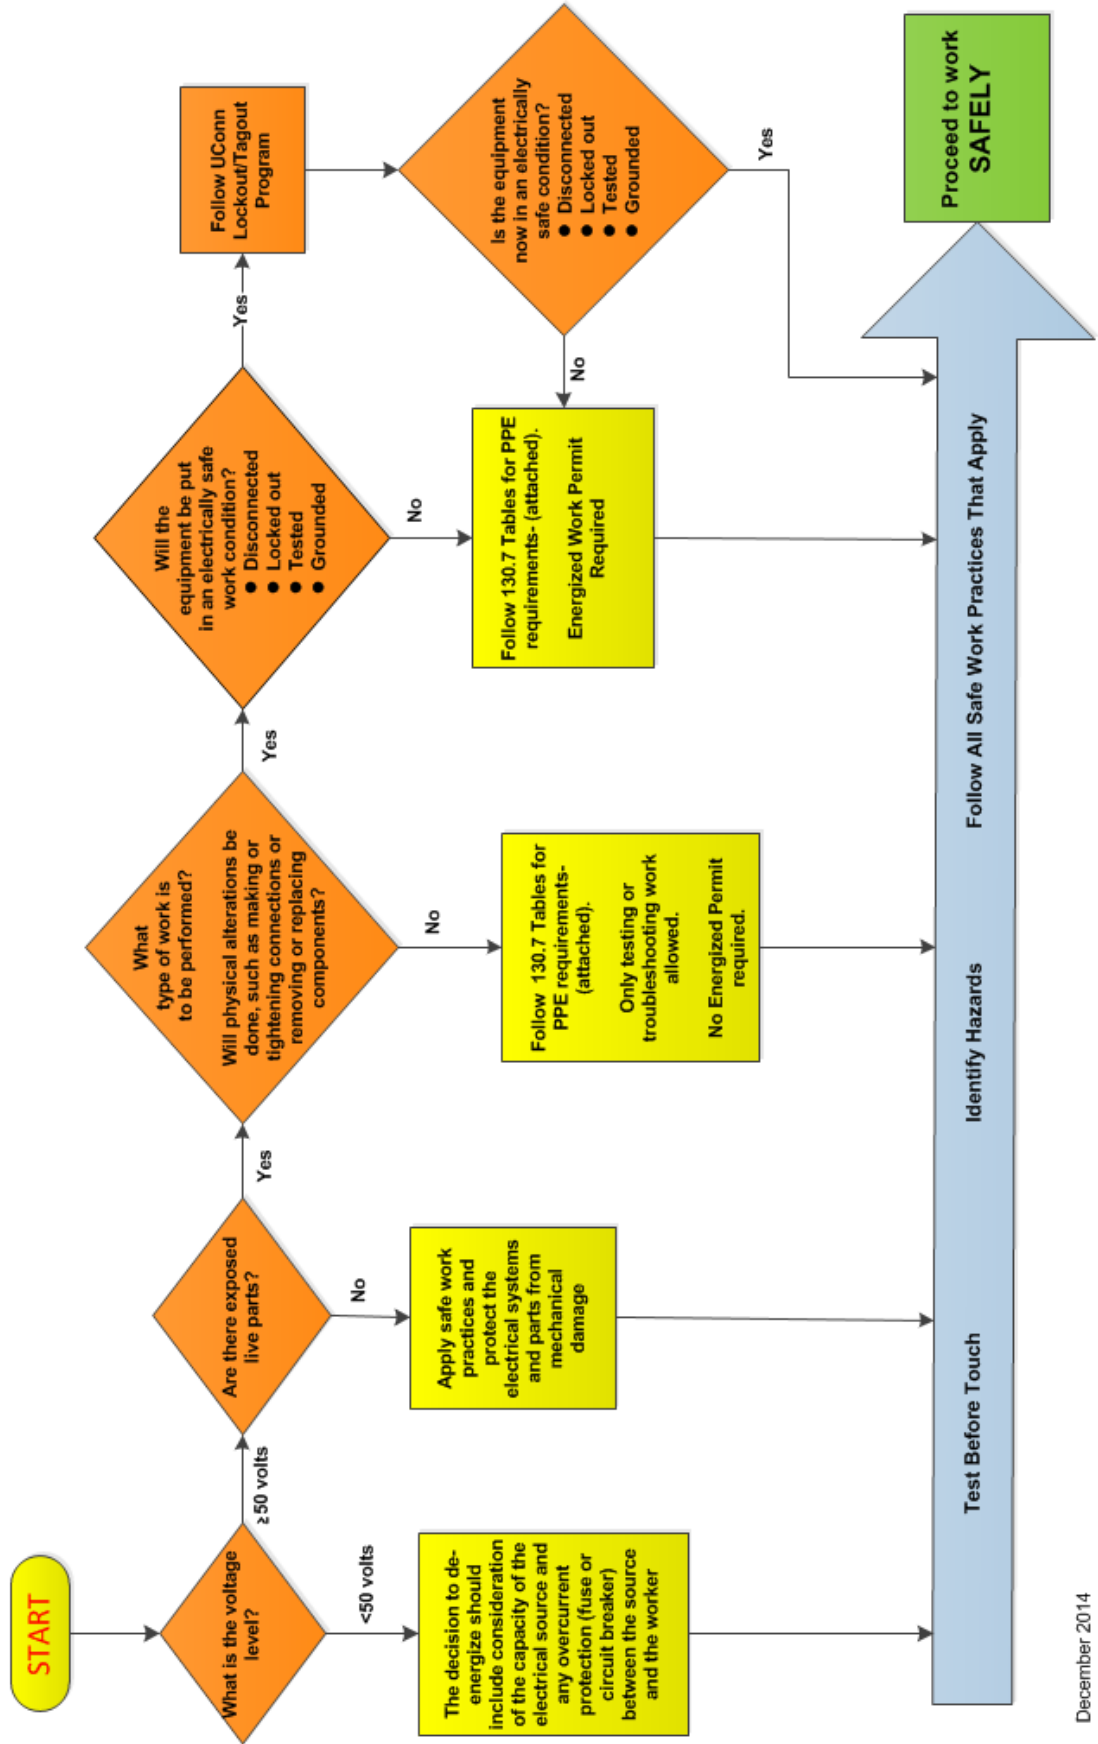 START
What is the voltage
level?
≥50 volts
<50 volts
The decision to de-
energize should
include consideration
of the capacity of the
electrical source and
any overcurrent
protection (fuse or
circuit breaker)
between the source
and the worker
Are there exposed
live parts?
Yes
No
Apply safe work
practices and
protect the
electrical systems
and parts from
mechanical
damage
What
type of work is
to be performed?
Will physical alterations be
done, such as making or
tightening connections or
removing or replacing
components?
Yes
No
Follow 130.7 Tables for
PPE requirements-
(attached).
Only testing or
troubleshooting work
allowed.
No Energized Permit
required.
Will the
equipment be put
in an electrically safe
work condition?
● Disconnected
● Locked out
● Tested
● Grounded
Yes
No
Follow 130.7 Tables for PPE
requirements- (attached).
Energized Work Permit
Required
Follow UConn
Lockout/Tagout
Program
Is the equipment
now in an electrically
safe condition?
● Disconnected
● Locked out
● Tested
● Grounded
No
Yes
Test Before Touch
Identify Hazards
Follow All Safe Work Practices That Apply
Proceed to work
SAFELY
December 2014